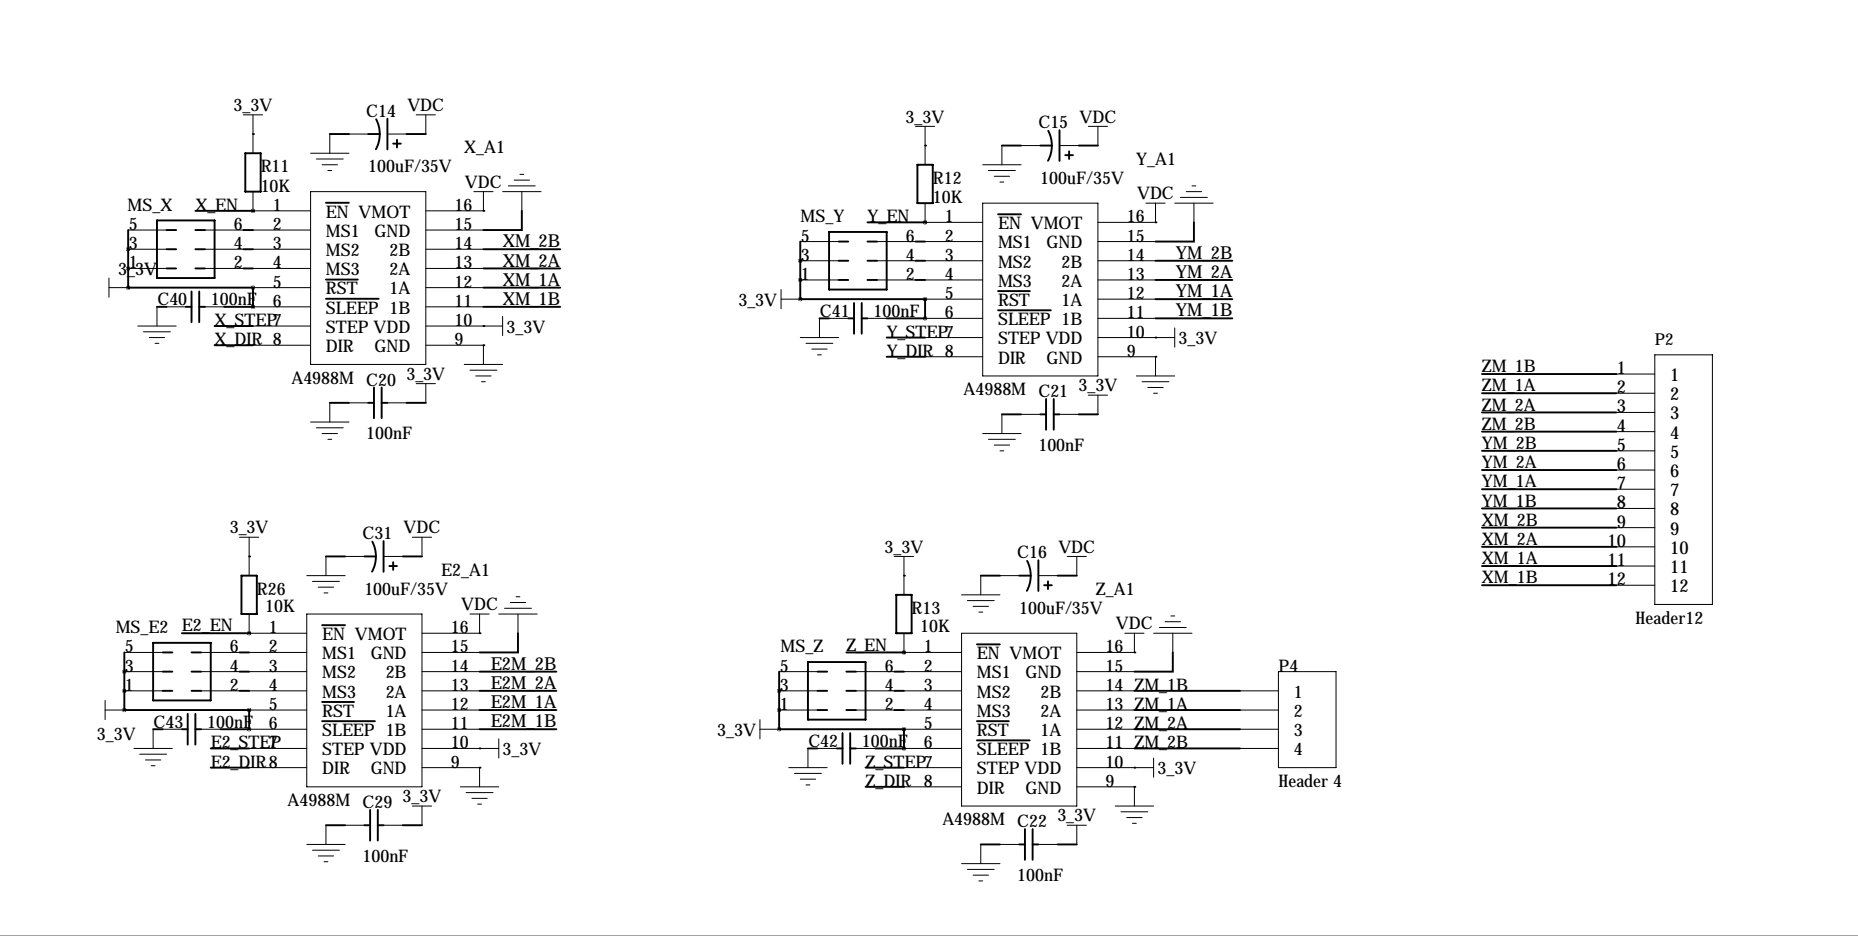 3_3V
C14 VDC
100uF/35V
X_A1
R11
10K
VDC
MS_X X_EN 1 EN VMOT 16
5 6 2 MS1 GND 15
3 4 3 MS2 2B 14 XM_2B
1 2 4 MS3 2A 13 XM_2A
3_3V 5 RST 1A 12 XM_1A
C40 100nF 6 SLEEP 1B 11 XM_1B
X_STEP 7 STEP VDD 10 3_3V
X_DIR 8 DIR GND 9
A4988M C20 3_3V
100nF
3_3V
C15 VDC
100uF/35V
Y_A1
R12
10K
VDC
MS_Y Y_EN 1 EN VMOT 16
5 6 2 MS1 GND 15
3 4 3 MS2 2B 14 YM_2B
1 2 4 MS3 2A 13 YM_2A
3_3V 5 RST 1A 12 YM_1A
C41 100nF 6 SLEEP 1B 11 YM_1B
Y_STEP 7 STEP VDD 10 3_3V
Y_DIR 8 DIR GND 9
A4988M C21 3_3V
100nF
P2
ZM_1B 1 1
ZM_1A 2 2
ZM_2A 3 3
ZM_2B 4 4
YM_2B 5 5
YM_2A 6 6
YM_1A 7 7
YM_1B 8 8
XM_2B 9 9
XM_2A 10 10
XM_1A 11 11
XM_1B 12 12
Header12
3_3V
C31 VDC
100uF/35V
E2_A1
R26
10K
VDC
MS_E2 E2_EN 1 EN VMOT 16
5 6 2 MS1 GND 15
3 4 3 MS2 2B 14 E2M_2B
1 2 4 MS3 2A 13 E2M_2A
3_3V 5 RST 1A 12 E2M_1A
C43 100nF 6 SLEEP 1B 11 E2M_1B
E2_STEP 7 STEP VDD 10 3_3V
E2_DIR 8 DIR GND 9
A4988M C29 3_3V
100nF
3_3V
C16 VDC
100uF/35V
Z_A1
R13
10K
VDC
MS_Z Z_EN 1 EN VMOT 16
5 6 2 MS1 GND 15
3 4 3 MS2 2B 14 ZM_1B
1 2 4 MS3 2A 13 ZM_1A
3_3V 5 RST 1A 12 ZM_2A
C42 100nF 6 SLEEP 1B 11 ZM_2B
Z_STEP 7 STEP VDD 10 3_3V
Z_DIR 8 DIR GND 9
A4988M C22 3_3V
100nF
P4
1
2
3
4
Header 4